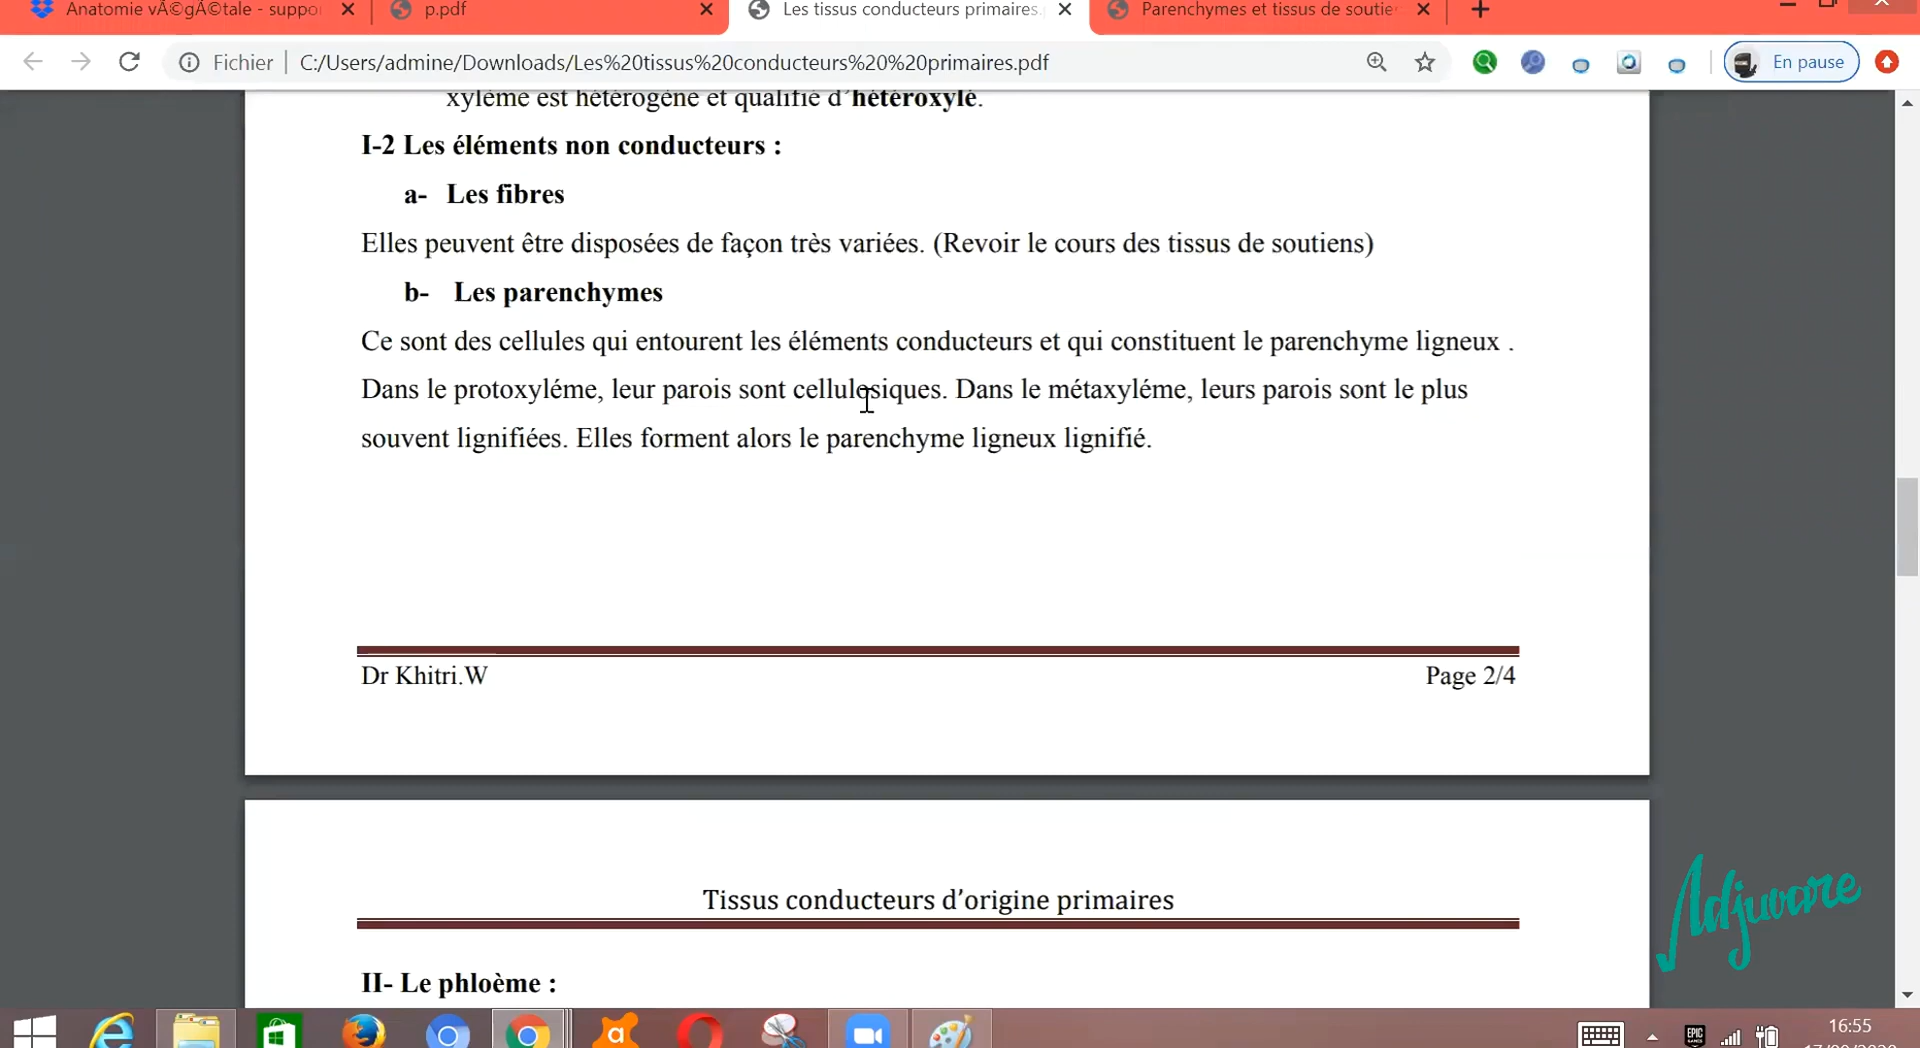 Anatomie vÃ©gÃ©tale - suppo
p.pdf
Les tissus conducteurs primaires.
Parenchymes et tissus de soutie
Fichier
C:/Users/admine/Downloads/Les%20tissus%20conducteurs%20%20primaires.pdf
En pause
xylème est hétérogène et qualifié d’hétéroxylé.
I-2 Les éléments non conducteurs :
a- Les fibres
Elles peuvent être disposées de façon très variées. (Revoir le cours des tissus de soutiens)
b- Les parenchymes
Ce sont des cellules qui entourent les éléments conducteurs et qui constituent le parenchyme ligneux .
Dans le protoxyléme, leur parois sont cellulosiques. Dans le métaxyléme, leurs parois sont le plus
souvent lignifiées. Elles forment alors le parenchyme ligneux lignifié.
Dr Khitri.W
Page 2/4
Tissus conducteurs d’origine primaires
Adjuvare
II- Le phloème :
16:55